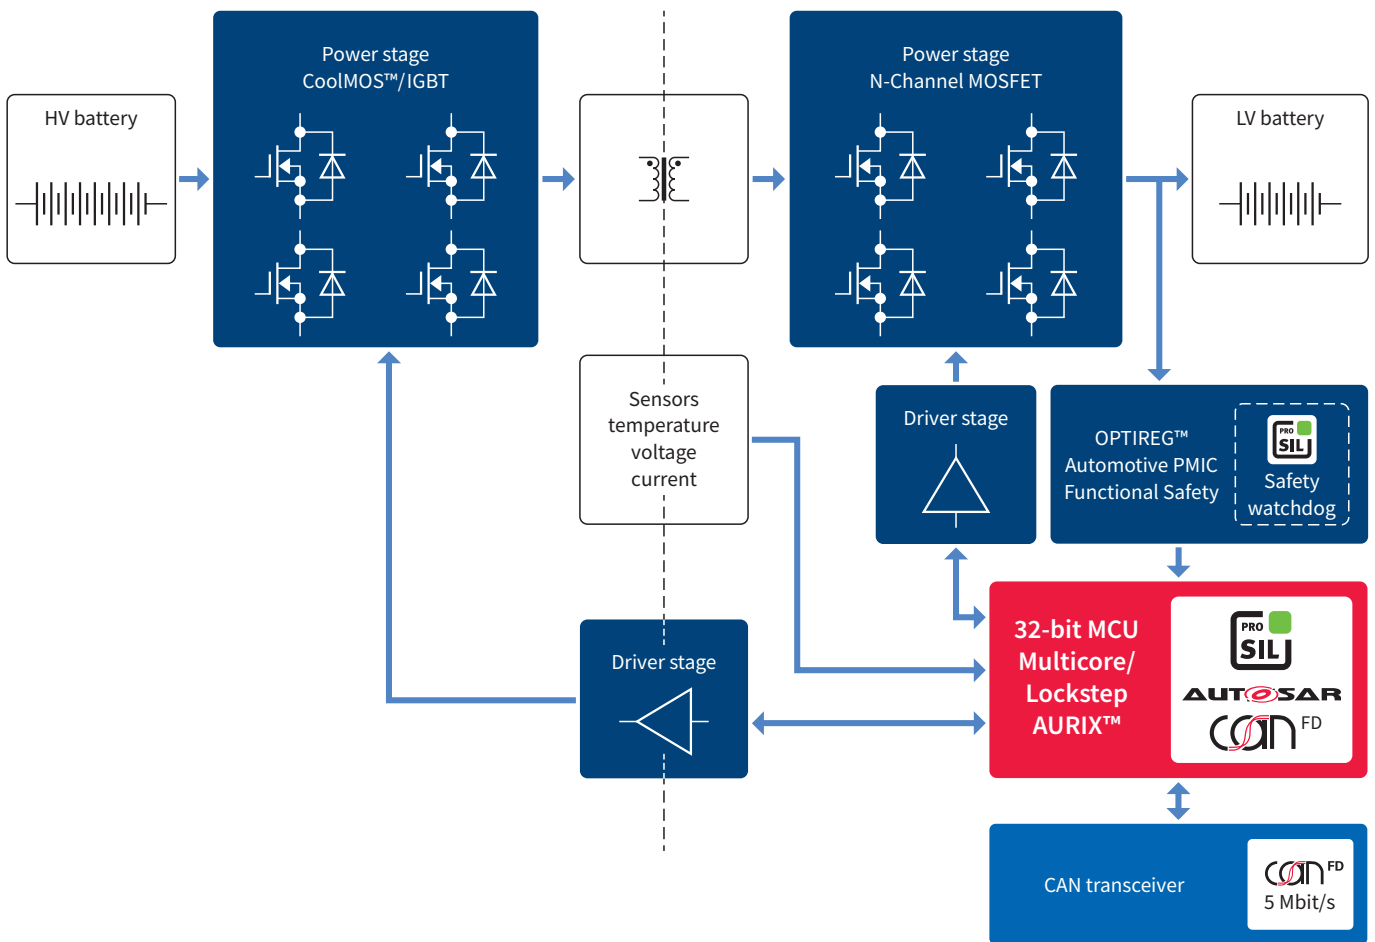 Power stage
CoolMOS™/IGBT
Power stage
N-Channel MOSFET
HV battery
LV battery
Sensors
temperature
voltage
current
Driver stage
OPTIREG™
Automotive PMIC
Functional Safety
PRO
SIL
Safety
watchdog
Driver stage
32-bit MCU
Multicore/
Lockstep
AURIX™
PRO
SIL
AUTOSAR
CAN FD
CAN transceiver
CAN FD
5 Mbit/s